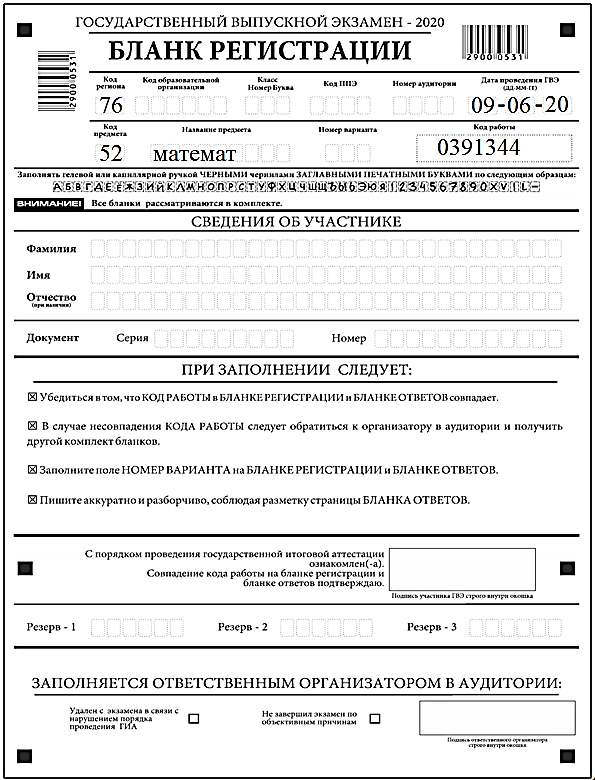 ГОСУДАРСТВЕННЫЙ ВЫПУСКНОЙ ЭКЗАМЕН - 2020
БЛАНК РЕГИСТРАЦИИ
29000531
29000531
Код региона
Код образовательной организации
Класс Номер Буква
Код ППЭ
Номер аудитории
Дата проведения ГВЭ (ДД-ММ-ГГ)
76
09-06-20
Код предмета
Название предмета
Номер варианта
Код работы
52
математ
0391344
Заполнять гелевой или капиллярной ручкой ЧЕРНЫМИ чернилами ЗАГЛАВНЫМИ ПЕЧАТНЫМИ БУКВАМИ по следующим образцам:
АБВГДЕЁЖЗИЙКЛМНОПРСТУФХЦЧШЩЪЫЬЭЮЯ1234567890XVIL-
ВНИМАНИЕ! Все бланки рассматриваются в комплекте.
СВЕДЕНИЯ ОБ УЧАСТНИКЕ
Фамилия
Имя
Отчество
(при наличии)
Документ Серия Номер
ПРИ ЗАПОЛНЕНИИ СЛЕДУЕТ:
☒ Убедиться в том, что КОД РАБОТЫ в БЛАНКЕ РЕГИСТРАЦИИ и БЛАНКЕ ОТВЕТОВ совпадает.
☒ В случае несовпадения КОДА РАБОТЫ следует обратиться к организатору в аудитории и получить
другой комплект бланков.
☒ Заполните поле НОМЕР ВАРИАНТА на БЛАНКЕ РЕГИСТРАЦИИ и БЛАНКЕ ОТВЕТОВ.
☒ Пишите аккуратно и разборчиво, соблюдая разметку страницы БЛАНКА ОТВЕТОВ.
С порядком проведения государственной итоговой аттестации
ознакомлен(-а).
Совпадение кода работы на бланке регистрации и
бланке ответов подтверждаю.
Подпись участника ГВЭ строго внутри окошка
Резерв - 1 Резерв - 2 Резерв - 3
ЗАПОЛНЯЕТСЯ ОТВЕТСТВЕННЫМ ОРГАНИЗАТОРОМ В АУДИТОРИИ:
Удален с экзамена в связи с
нарушением порядка
проведения ГИА
Не завершил экзамен по
объективным причинам
Подпись ответственного организатора
строго внутри окошка